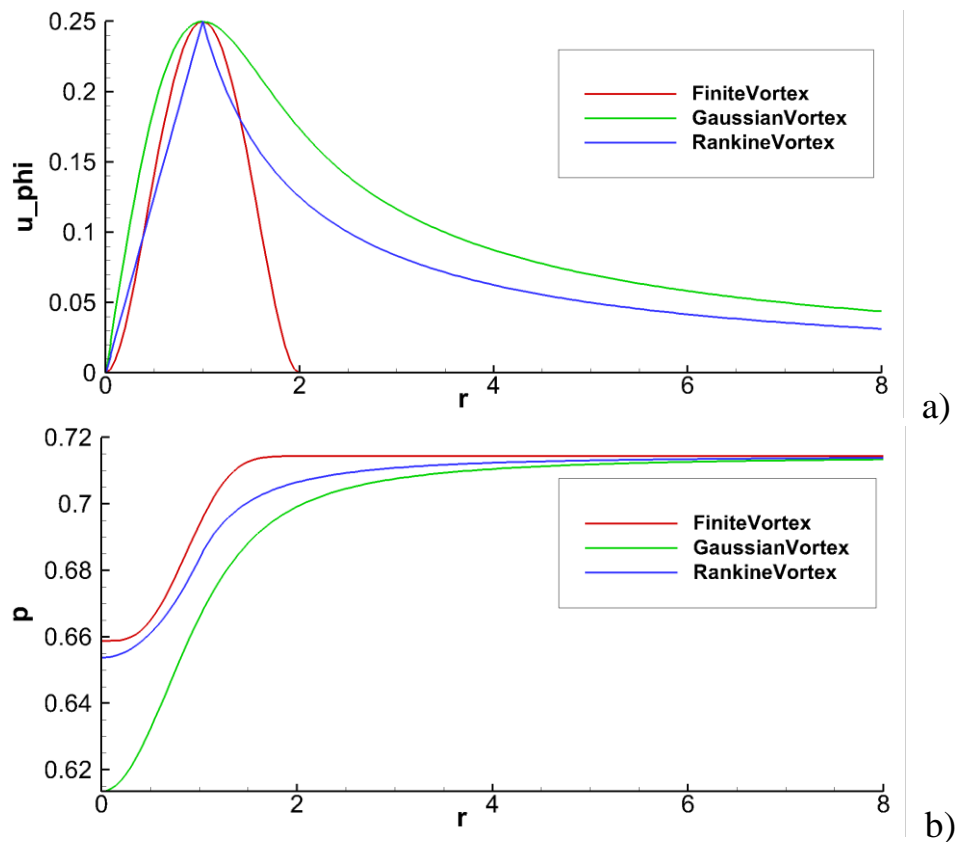 0.25
0.2
0.15
0.1
0.05
0
u_phi
FiniteVortex
GaussianVortex
RankineVortex
0 2 4 6 8
r
a)
0.72
0.7
0.68
0.66
0.64
0.62
p
FiniteVortex
GaussianVortex
RankineVortex
0 2 4 6 8
r
b)